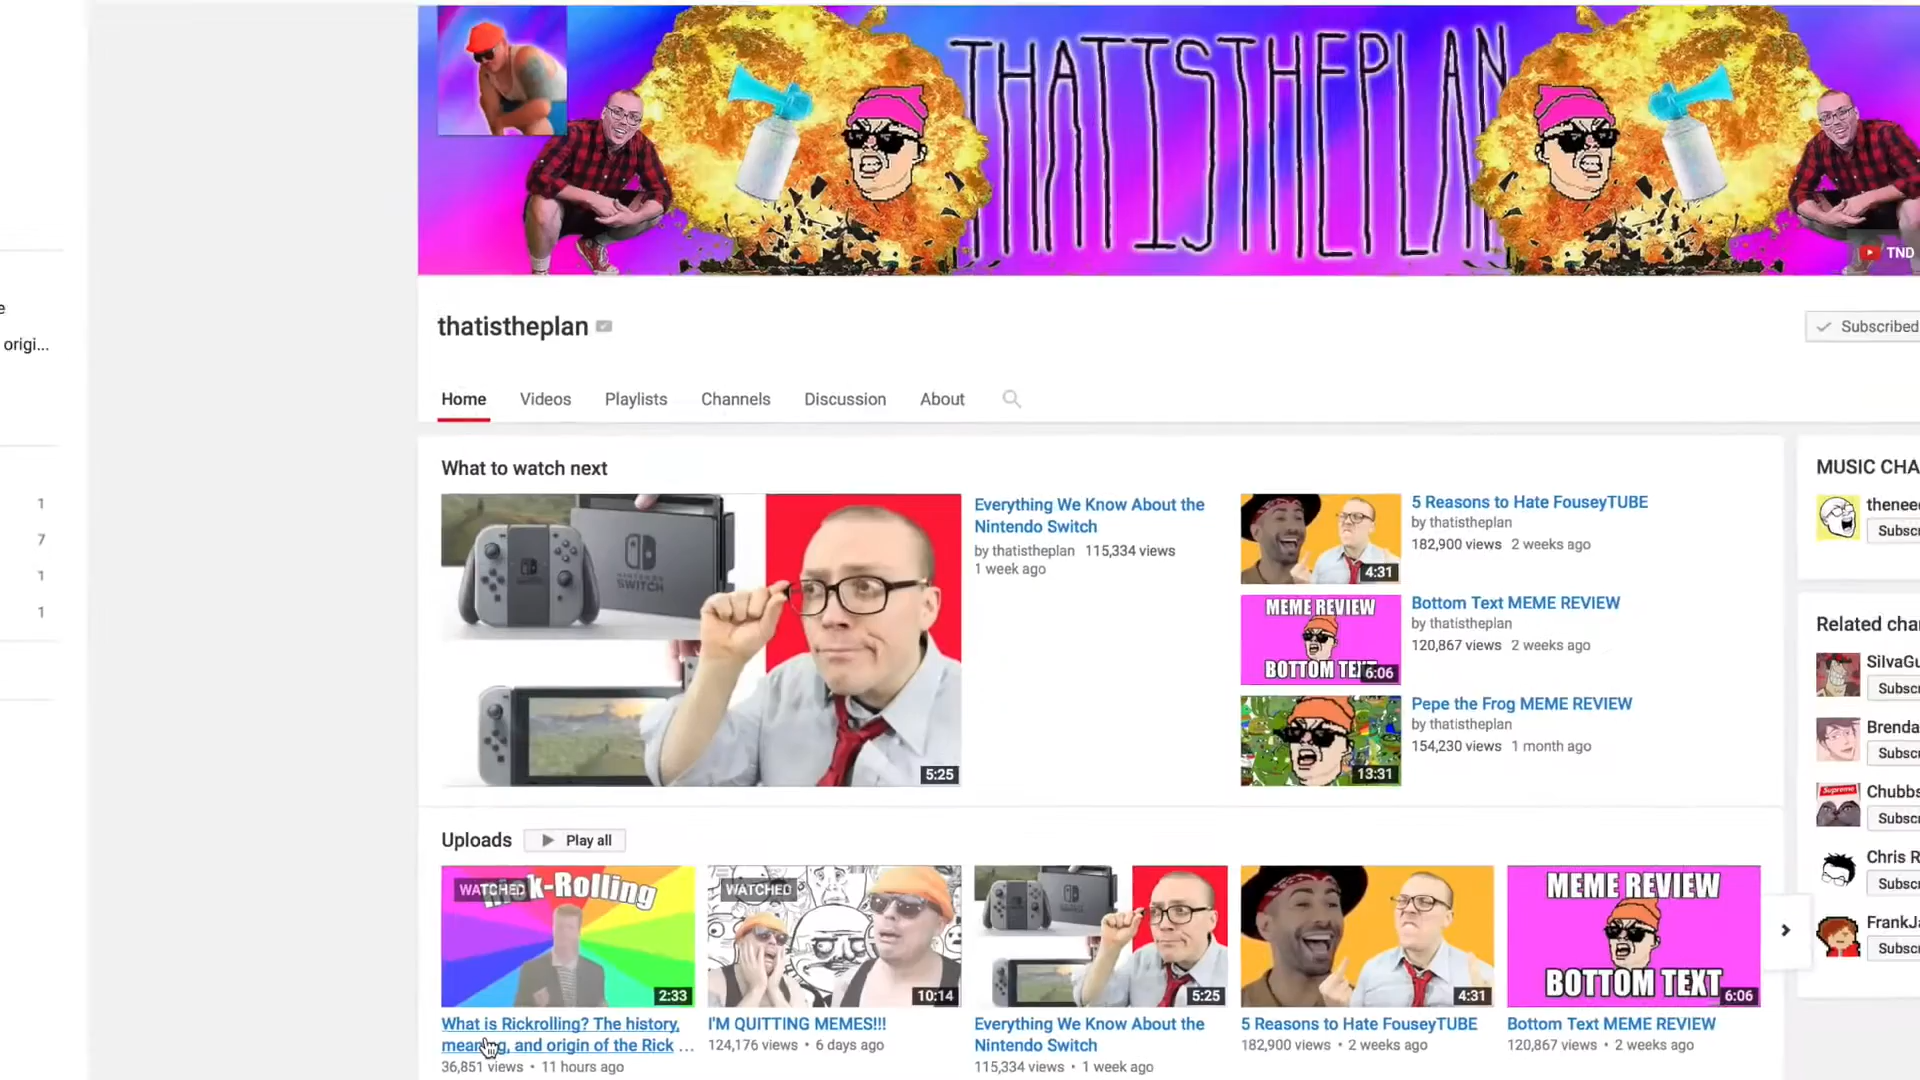 THATISTHEPLAN
TND
e
thatistheplan
Subscribed
origi...
Home Videos Playlists Channels Discussion About
What to watch next
MUSIC CHA
NINTENDO
SWITCH
Everything We Know About the
Nintendo Switch
by thatistheplan 115,334 views
1 week ago
5:25
5 Reasons to Hate FouseyTUBE
by thatistheplan
182,900 views 2 weeks ago
4:31
MEME REVIEW
BOTTOM TEXT
6:06
Bottom Text MEME REVIEW
by thatistheplan
120,867 views 2 weeks ago
Pepe the Frog MEME REVIEW
by thatistheplan
154,230 views 1 month ago
13:31
1
7
1
1
theneed
Subscr
Related cha
SilvaGu
Subscr
Brenda
Subscr
Supreme
Chubbs
Subscr
Chris R
Subscr
FrankJa
Subscr
Uploads Play all
WATCHED
k-Rolling
2:33
What is Rickrolling? The history,
meaning, and origin of the Rick ...
36,851 views • 11 hours ago
WATCHED
10:14
I'M QUITTING MEMES!!!
124,176 views • 6 days ago
5:25
Everything We Know About the
Nintendo Switch
115,334 views • 1 week ago
4:31
5 Reasons to Hate FouseyTUBE
182,900 views • 2 weeks ago
MEME REVIEW
BOTTOM TEXT
6:06
Bottom Text MEME REVIEW
120,867 views • 2 weeks ago